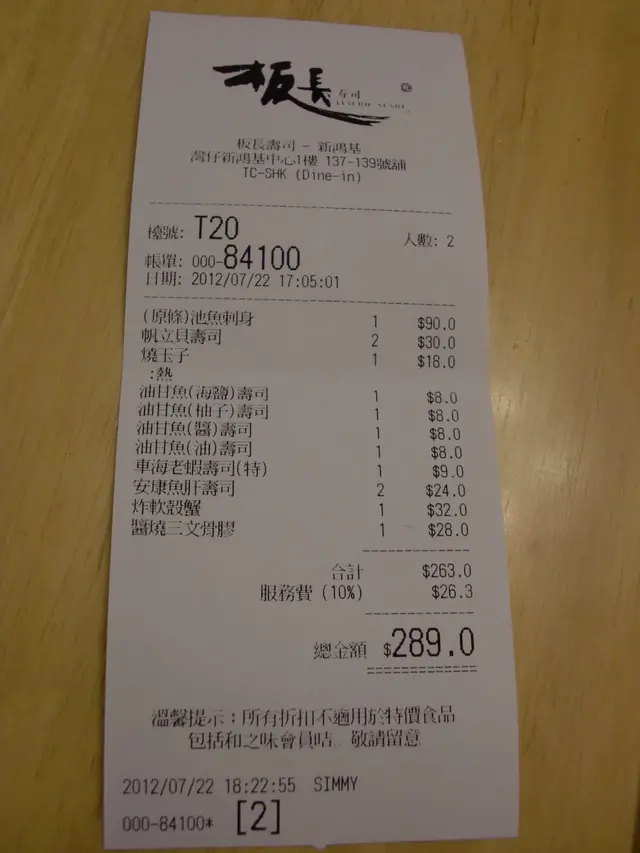 板長 寿司
ITACHO SUSHI
板長壽司 - 新鴻基
灣仔新鴻基中心1樓 137-139號舖
TC-SHK (Dine-in)
檯號: T20 人數: 2
帳單: 000-84100
日期: 2012/07/22 17:05:01
(原條)池魚刺身 1 $90.0
帆立貝壽司 2 $30.0
燒玉子 1 $18.0
:熱
油甘魚(海鹽)壽司 1 $8.0
油甘魚(柚子)壽司 1 $8.0
油甘魚(醬)壽司 1 $8.0
油甘魚(油)壽司 1 $8.0
車海老蝦壽司(特) 1 $9.0
安康魚肝壽司 2 $24.0
炸軟殼蟹 1 $32.0
醬燒三文骨膠 1 $28.0
合計 $263.0
服務費 (10%) $26.3
總金額 $289.0
溫馨提示：所有折扣不適用於特價食品
包括和之味會員咭。敬請留意
2012/07/22 18:22:55 SIMMY
000-84100* [2]